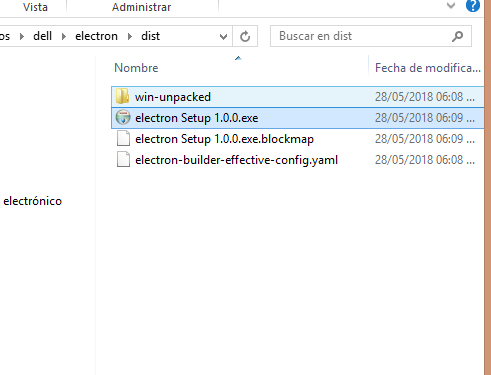 Vista Administrar
os dell electron dist Buscar en dist
Nombre Fecha de modifica...
win-unpacked 28/05/2018 06:08 ...
electron Setup 1.0.0.exe 28/05/2018 06:09 ...
electron Setup 1.0.0.exe.blockmap 28/05/2018 06:09 ...
electron-builder-effective-config.yaml 28/05/2018 06:08 ...
electrónico